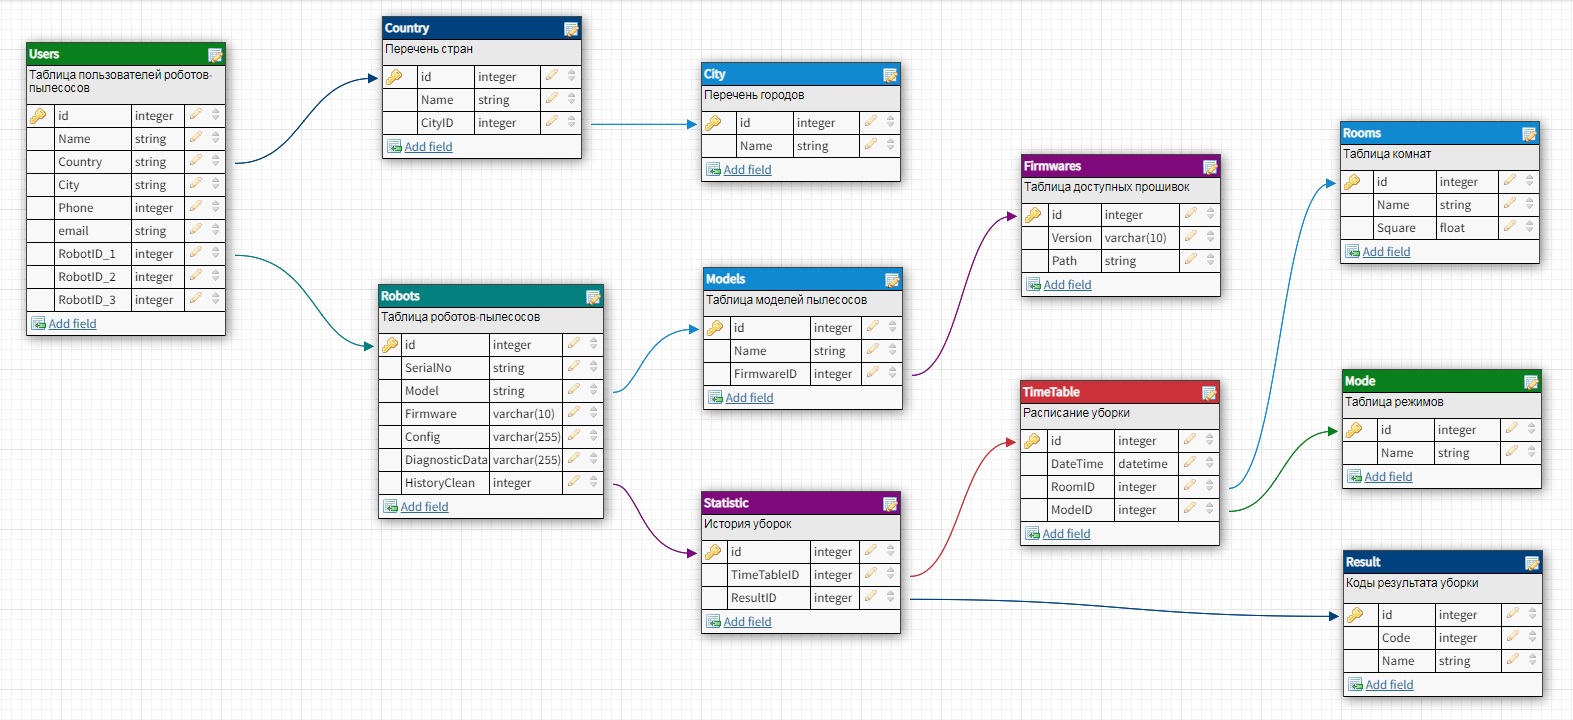 Users
Таблица пользователей роботов-
пылесосов
id integer
Name string
Country string
City string
Phone integer
email string
RobotID_1 integer
RobotID_2 integer
RobotID_3 integer
Add field
Country
Перечень стран
id integer
Name string
CityID integer
Add field
City
Перечень городов
id integer
Name string
Add field
Robots
Таблица роботов-пылесосов
id integer
SerialNo string
Model string
Firmware varchar(10)
Config varchar(255)
DiagnosticData varchar(255)
HistoryClean integer
Add field
Models
Таблица моделей пылесосов
id integer
Name string
FirmwareID integer
Add field
Statistic
История уборок
id integer
TimeTableID integer
ResultID integer
Add field
Firmwares
Таблица доступных прошивок
id integer
Version varchar(10)
Path string
Add field
TimeTable
Расписание уборки
id integer
DateTime datetime
RoomID integer
ModeID integer
Add field
Rooms
Таблица комнат
id integer
Name string
Square float
Add field
Mode
Таблица режимов
id integer
Name string
Add field
Result
Коды результата уборки
id integer
Code integer
Name string
Add field